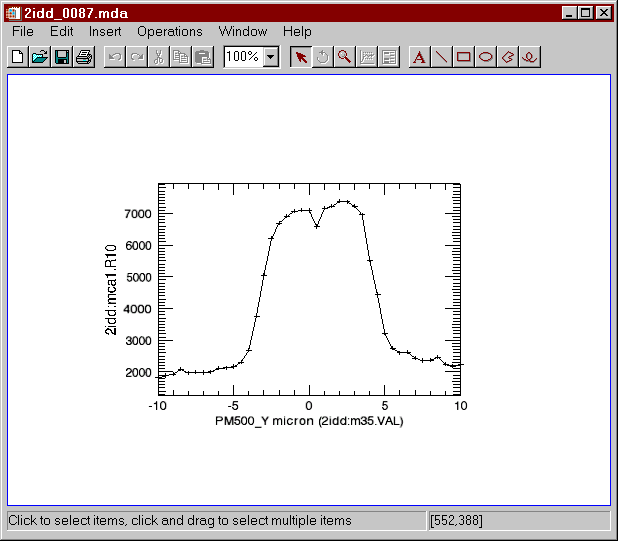 2idd_0087.mda
File Edit Insert Operations Window Help
100%
A
2idd:mca1.R10
7000
6000
5000
4000
3000
2000
-10 -5 0 5 10
PM500_Y micron (2idd:m35.VAL)
Click to select items, click and drag to select multiple items [552,388]